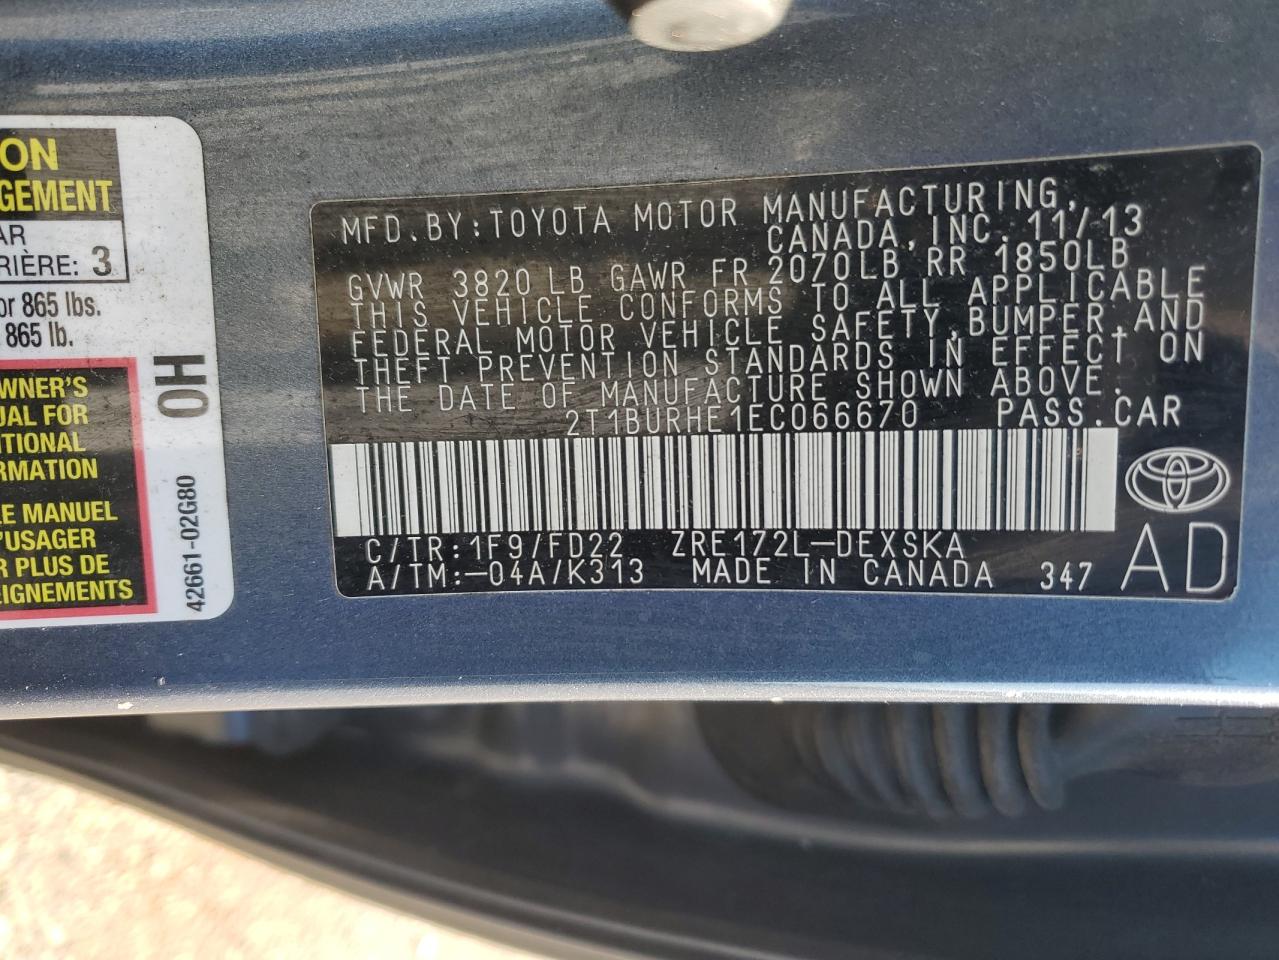 ON
GEMENT
AR
RIÈRE: 3
or 865 lbs.
865 lb.
OWNER'S
UAL FOR
ITIONAL
RMATION
LE MANUEL
D'USAGER
R PLUS DE
EIGNEMENTS
0H
42661-02G80
MFD.BY:TOYOTA MOTOR MANUFACTURING,
CANADA,INC.11/13
GVWR 3820 LB GAWR FR 2070LB RR 1850LB
THIS VEHICLE CONFORMS TO ALL APPLICABLE
FEDERAL MOTOR VEHICLE SAFETY,BUMPER,AND
THEFT PREVENTION STANDARDS IN EFFECT ON
THE DATE OF MANUFACTURE SHOWN ABOVE.
2T1BURHE1EC066670 PASS.CAR
C/TR:1F9/FD22 ZRE172L-DEXSKA
A/TM:-04A/K313 MADE IN CANADA 347
AD